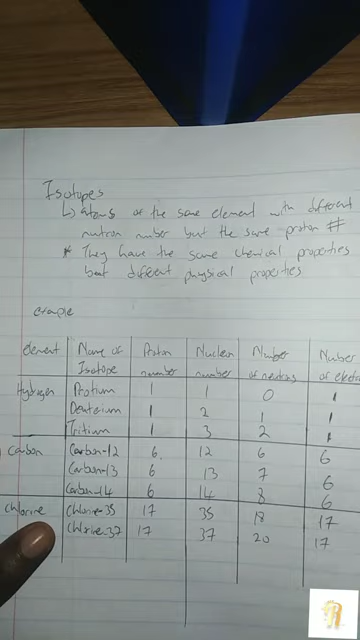 Isotopes
↳ atoms of the same element with different
nutron number but the same proton #
* They have the same chemical properties
but different physical properties
example
element Name of Isotope Proton number Nucleon number Number of neutrons Number of electro
Hydrogen Protium 1 1 0 1
Deuterium 1 2 1 1
Tritium 1 3 2 1
Carbon Carbon-12 6 12 6 6
Carbon-13 6 13 7 6
Carbon-14 6 14 8 6
chlorine Chlorine-35 17 35 18 17
Chlorine-37 17 37 20 17